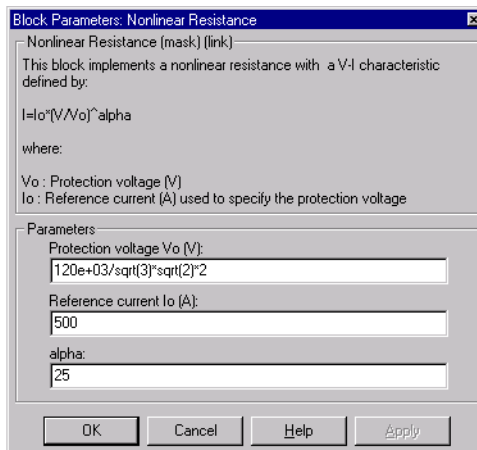 Block Parameters: Nonlinear Resistance
Nonlinear Resistance (mask) (link)
This block implements a nonlinear resistance with a V-I characteristic
defined by:
I=Io*(V/Vo)^alpha
where:
Vo : Protection voltage (V)
Io : Reference current (A) used to specify the protection voltage
Parameters
Protection voltage Vo (V):
120e+03/sqrt(3)*sqrt(2)*2
Reference current Io (A):
500
alpha:
25
OK Cancel Help Apply